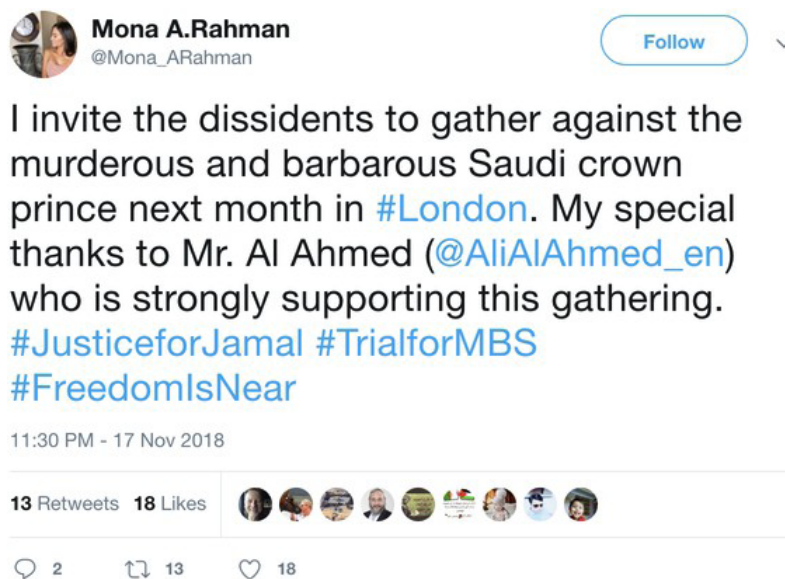 Mona A.Rahman
@Mona_ARahman
Follow
I invite the dissidents to gather against the
murderous and barbarous Saudi crown
prince next month in #London. My special
thanks to Mr. Al Ahmed (@AliAlAhmed_en)
who is strongly supporting this gathering.
#JusticeforJamal #TrialforMBS
#FreedomIsNear
11:30 PM - 17 Nov 2018
13 Retweets 18 Likes
2 13 18